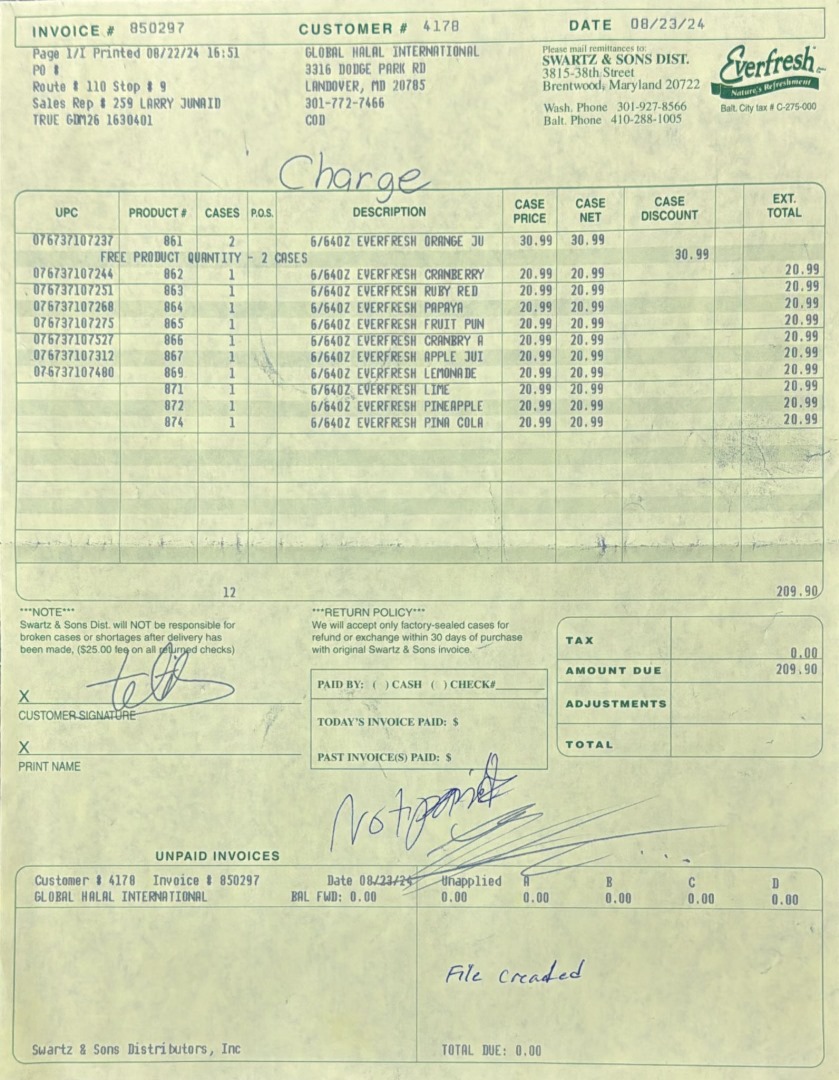 INVOICE # 850297 CUSTOMER # 4178 DATE 08/23/24
Page 1/1 Printed 08/22/24 16:51
PO #
Route # 110 Stop # 9
Sales Rep # 259 LARRY JUNAID
TRUE GDM26 1630401
GLOBAL HALAL INTERNATIONAL
3316 DODGE PARK RD
LANDOVER, MD 20785
301-772-7466
COD
Please mail remittances to:
SWARTZ & SONS DIST.
3815-38th Street
Brentwood, Maryland 20722
Wash. Phone 301-927-8566
Balt. Phone 410-288-1005
Everfresh
Nature's Refreshment
Balt. City tax # C-275-000
Charge
UPC PRODUCT # CASES P.O.S. DESCRIPTION CASE PRICE CASE NET CASE DISCOUNT EXT. TOTAL
076737107237 861 2 6/64OZ EVERFRESH ORANGE JU 30.99 30.99
FREE PRODUCT QUANTITY - 2 CASES 30.99
076737107244 862 1 6/64OZ EVERFRESH CRANBERRY 20.99 20.99 20.99
076737107251 863 1 6/64OZ EVERFRESH RUBY RED 20.99 20.99 20.99
076737107268 864 1 6/64OZ EVERFRESH PAPAYA 20.99 20.99 20.99
076737107275 865 1 6/64OZ EVERFRESH FRUIT PUN 20.99 20.99 20.99
076737107527 866 1 6/64OZ EVERFRESH CRANBRY A 20.99 20.99 20.99
076737107312 867 1 6/64OZ EVERFRESH APPLE JUI 20.99 20.99 20.99
076737107480 869 1 6/64OZ EVERFRESH LEMONADE 20.99 20.99 20.99
871 1 6/64OZ EVERFRESH LIME 20.99 20.99 20.99
872 1 6/64OZ EVERFRESH PINEAPPLE 20.99 20.99 20.99
874 1 6/64OZ EVERFRESH PINA COLA 20.99 20.99 20.99
12 209.90
***NOTE***
Swartz & Sons Dist. will NOT be responsible for
broken cases or shortages after delivery has
been made, ($25.00 fee on all returned checks)
X
CUSTOMER SIGNATURE
X
PRINT NAME
***RETURN POLICY***
We will accept only factory-sealed cases for
refund or exchange within 30 days of purchase
with original Swartz & Sons invoice.
PAID BY: ( ) CASH ( ) CHECK#
TODAY'S INVOICE PAID: $
PAST INVOICE(S) PAID: $
TAX 0.00
AMOUNT DUE 209.90
ADJUSTMENTS
TOTAL
Not paid
UNPAID INVOICES
Customer # 4178 Invoice # 850297 Date 08/23/24 Unapplied A B C D
GLOBAL HALAL INTERNATIONAL BAL FWD: 0.00 0.00 0.00 0.00 0.00 0.00
File creaded
Swartz & Sons Distributors, Inc TOTAL DUE: 0.00